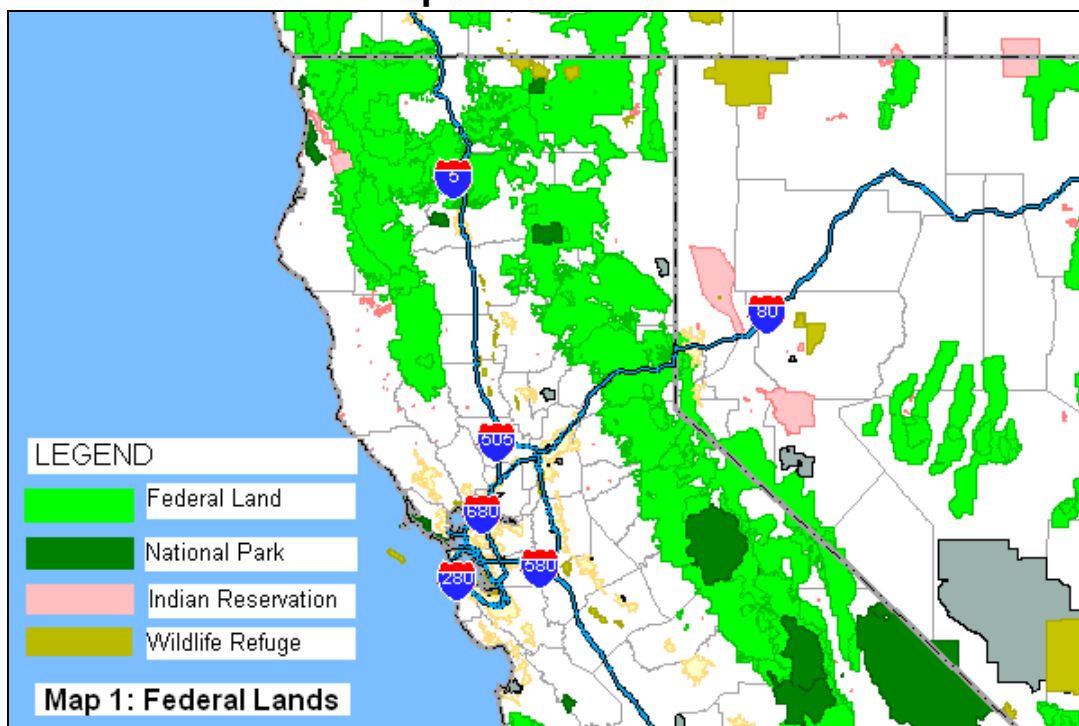 5
80
505
680
280
580
LEGEND
Federal Land
National Park
Indian Reservation
Wildlife Refuge
Map 1: Federal Lands